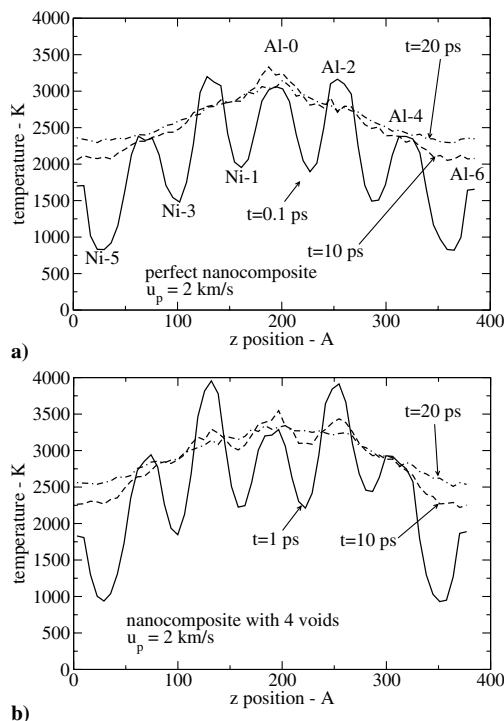 4000
3500
3000
2500
2000
1500
1000
500
0
temperature - K
Al-0
Al-2
t=20 ps
Al-4
Ni-1
Al-6
Ni-3
t=0.1 ps
t=10 ps
Ni-5
perfect nanocomposite
u_p = 2 km/s
0 100 200 300 400
z position - A
a)
4000
3500
3000
2500
2000
1500
1000
500
0
temperature - K
t=20 ps
t=1 ps
t=10 ps
nanocomposite with 4 voids
u_p = 2 km/s
0 100 200 300 400
z position - A
b)